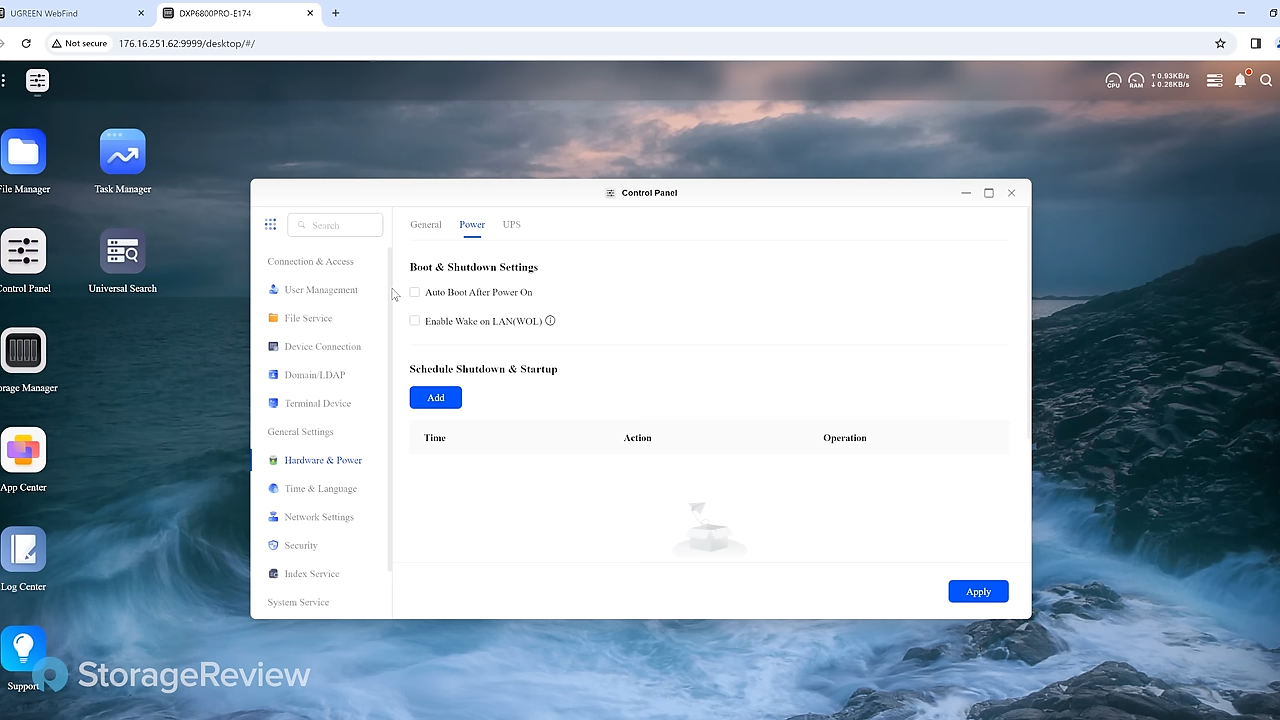 UGREEN WebFind
DXP6800PRO-E174
Not secure
176.16.251.62:9999/desktop/#/
CPU
RAM
↑ 0.93KB/s
↓ 0.28KB/s
File Manager
Task Manager
Control Panel
Universal Search
orage Manager
App Center
Log Center
Support
Control Panel
Search
Connection & Access
User Management
File Service
Device Connection
Domain/LDAP
Terminal Device
General Settings
Hardware & Power
Time & Language
Network Settings
Security
Index Service
System Service
General
Power
UPS
Boot & Shutdown Settings
Auto Boot After Power On
Enable Wake on LAN(WOL)
Schedule Shutdown & Startup
Add
Time
Action
Operation
Apply
StorageReview